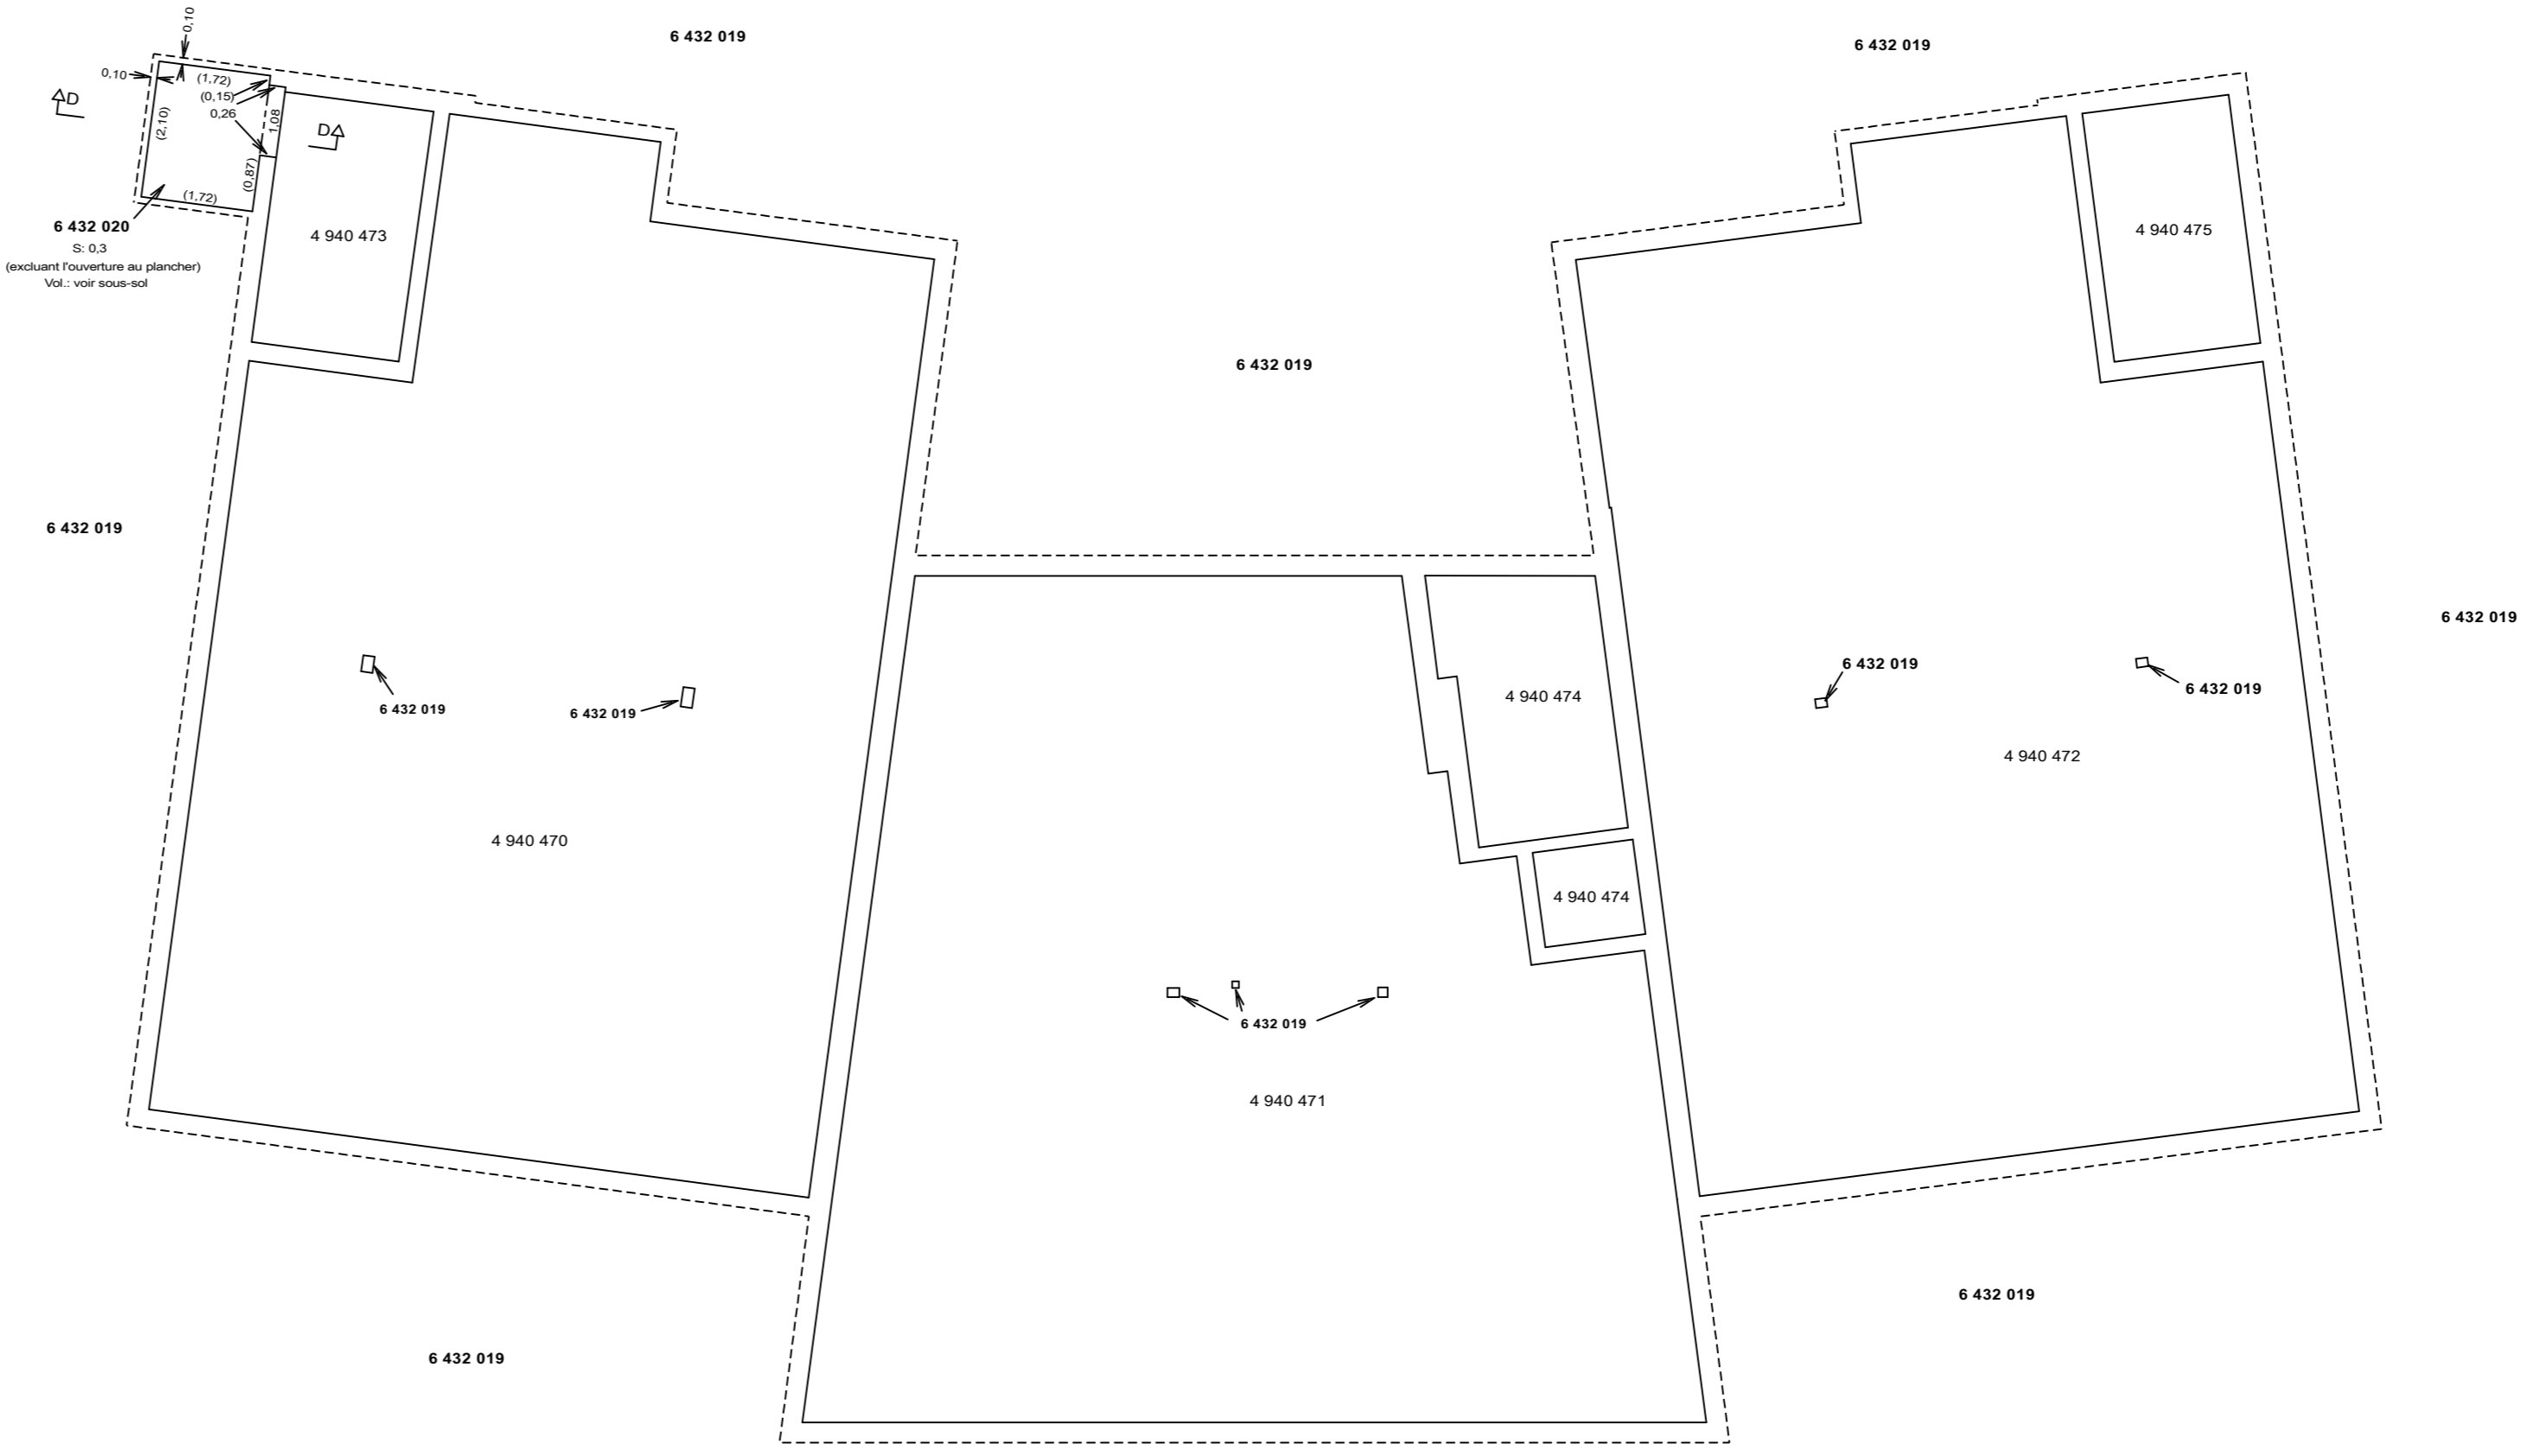 0,10
6 432 019
6 432 019
0,10
(1,72)
(0,15)
0,26
1,08
D
D
(2,10)
(0,87)
(1,72)
6 432 020
S: 0,3
(excluant l'ouverture au plancher)
Vol.: voir sous-sol
4 940 473
4 940 475
6 432 019
6 432 019
6 432 019
6 432 019
6 432 019
6 432 019
6 432 019
4 940 474
4 940 472
4 940 470
4 940 474
6 432 019
4 940 471
6 432 019
6 432 019